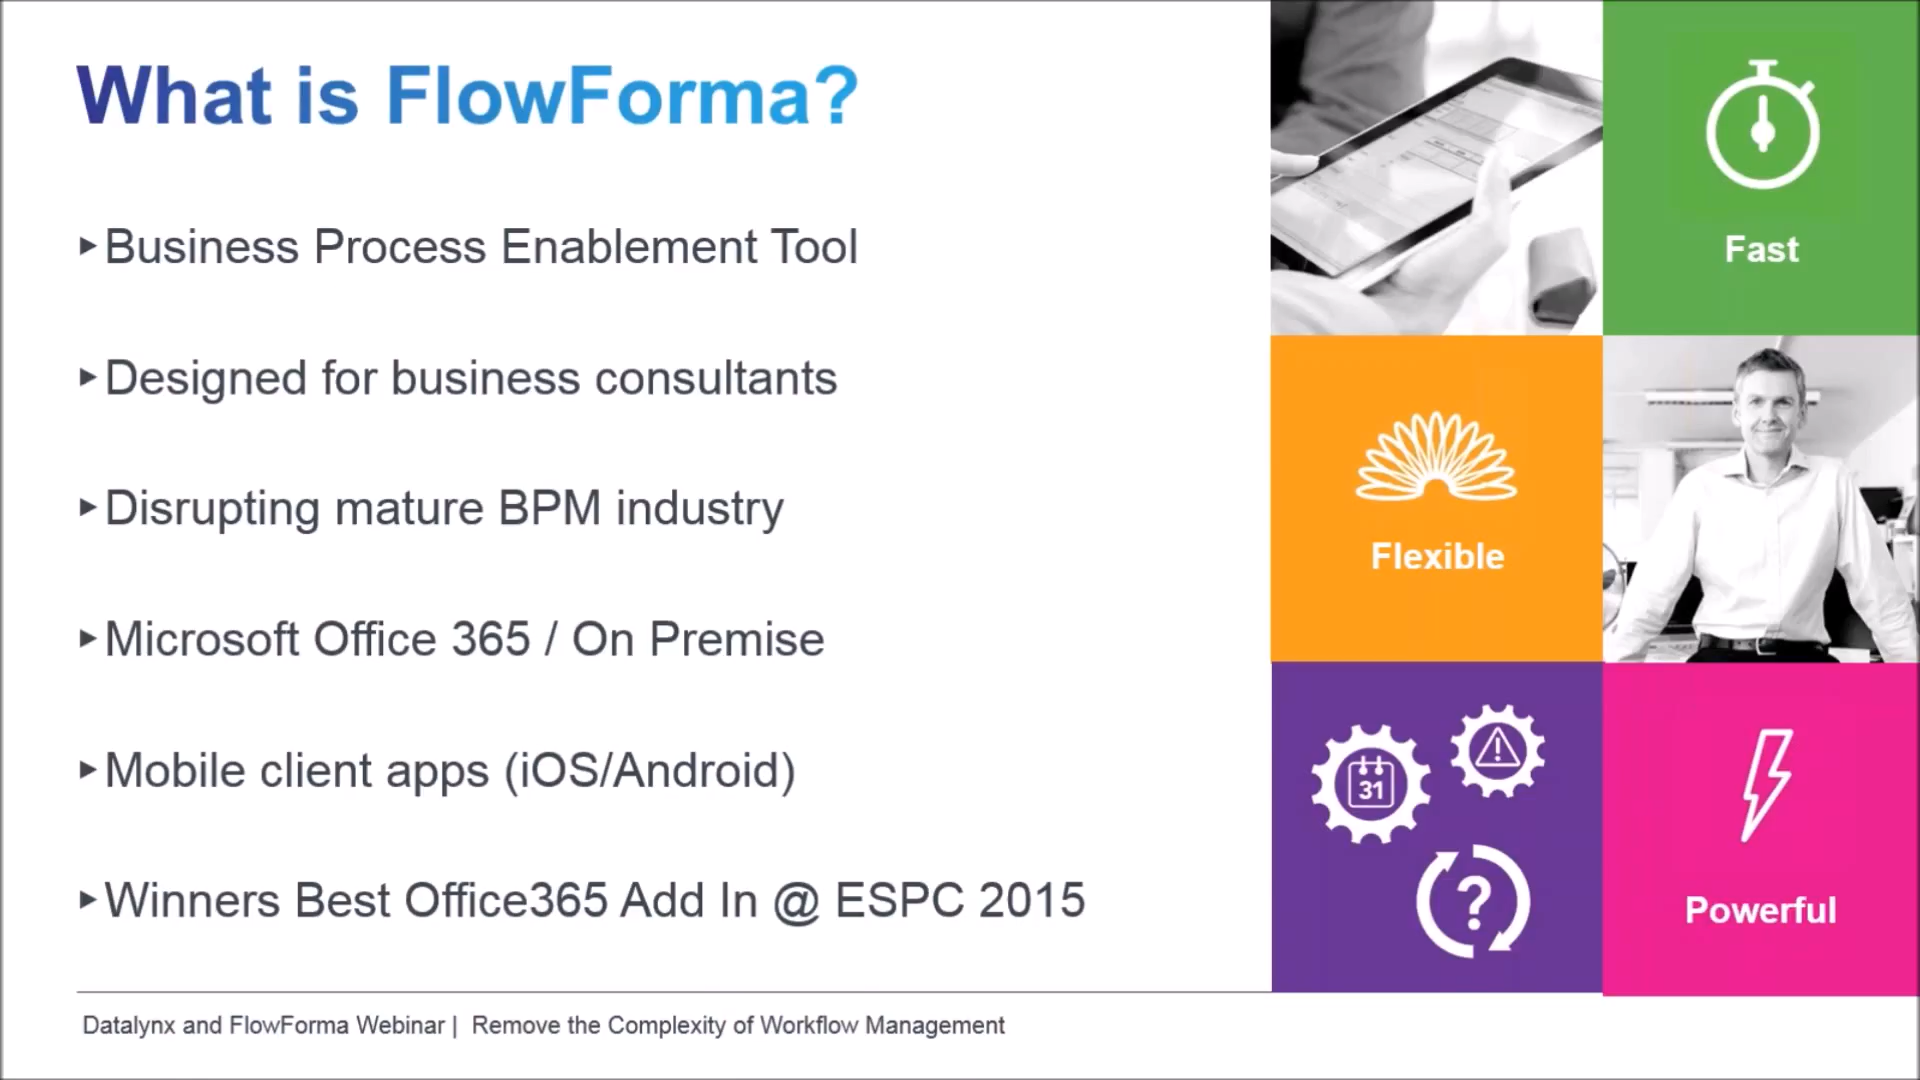 What is FlowForma?
▸Business Process Enablement Tool
▸Designed for business consultants
▸Disrupting mature BPM industry
▸Microsoft Office 365 / On Premise
▸Mobile client apps (iOS/Android)
▸Winners Best Office365 Add In @ ESPC 2015
Fast
Flexible
31
?
Powerful
Datalynx and FlowForma Webinar | Remove the Complexity of Workflow Management